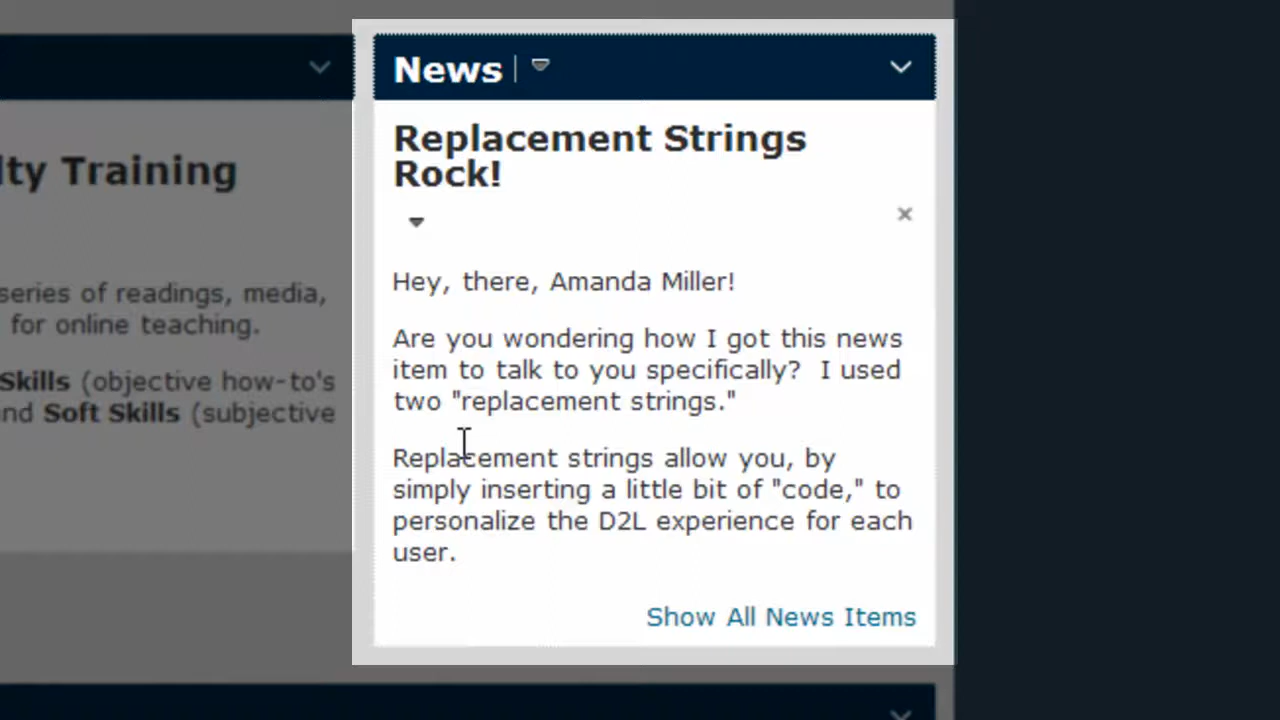 News
Replacement Strings
Rock!
Hey, there, Amanda Miller!
Are you wondering how I got this news
item to talk to you specifically?  I used
two "replacement strings."
Replacement strings allow you, by
simply inserting a little bit of "code," to
personalize the D2L experience for each
user.
Show All News Items
Training
series of readings, media,
for online teaching.
Skills (objective how-to's
Soft Skills (subjective